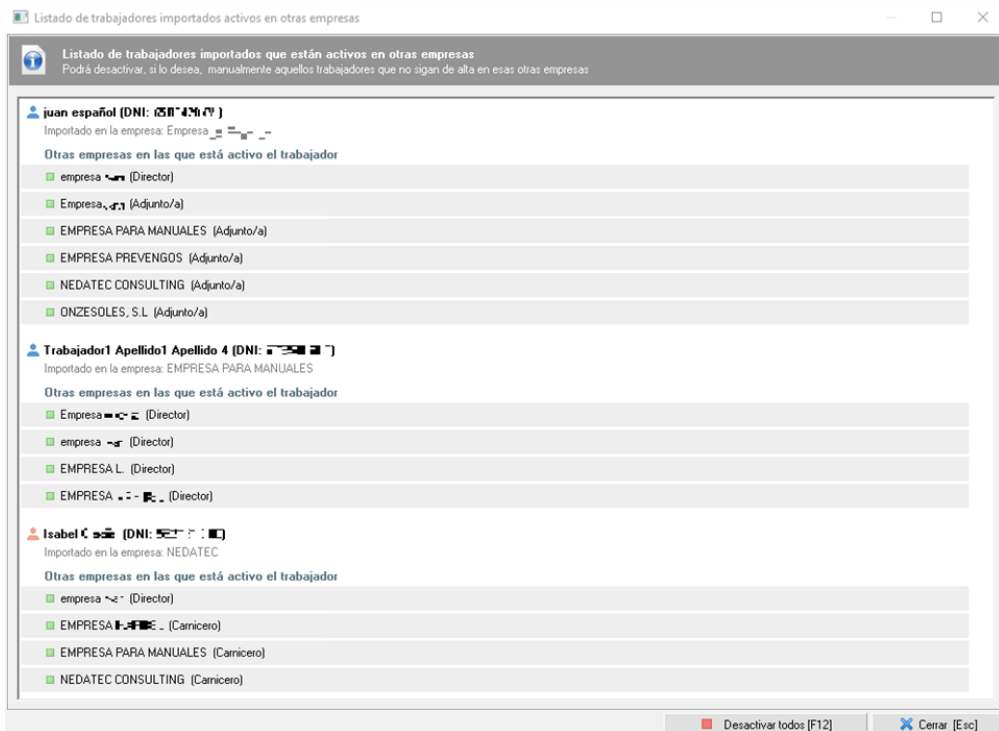 Listado de trabajadores importados activos en otras empresas
Listado de trabajadores importados que están activos en otras empresas
Podrá desactivar, si lo desea, manualmente aquellos trabajadores que no sigan de alta en esas otras empresas
juan español (DNI: )
Importado en la empresa: Empresa
Otras empresas en las que está activo el trabajador
empresa (Director)
Empresa (Adjunto/a)
EMPRESA PARA MANUALES (Adjunto/a)
EMPRESA PREVENGOS (Adjunto/a)
NEDATEC CONSULTING (Adjunto/a)
ONZESOLES, S.L (Adjunto/a)
Trabajador1 Apellido1 Apellido 4 (DNI: )
Importado en la empresa: EMPRESA PARA MANUALES
Otras empresas en las que está activo el trabajador
Empresa (Director)
empresa (Director)
EMPRESA L. (Director)
EMPRESA (Director)
Isabel (DNI: )
Importado en la empresa: NEDATEC
Otras empresas en las que está activo el trabajador
empresa (Director)
EMPRESA (Carnicero)
EMPRESA PARA MANUALES (Carnicero)
NEDATEC CONSULTING (Carnicero)
Desactivar todos [F12]
Cerrar [Esc]